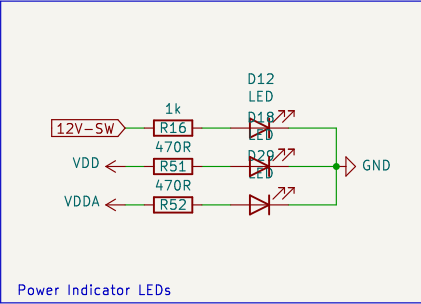 D12
LED
1k
D18
12V-SW
R16
LED
470R
D29
VDD
R51
LED
GND
470R
VDDA
R52
Power Indicator LEDs